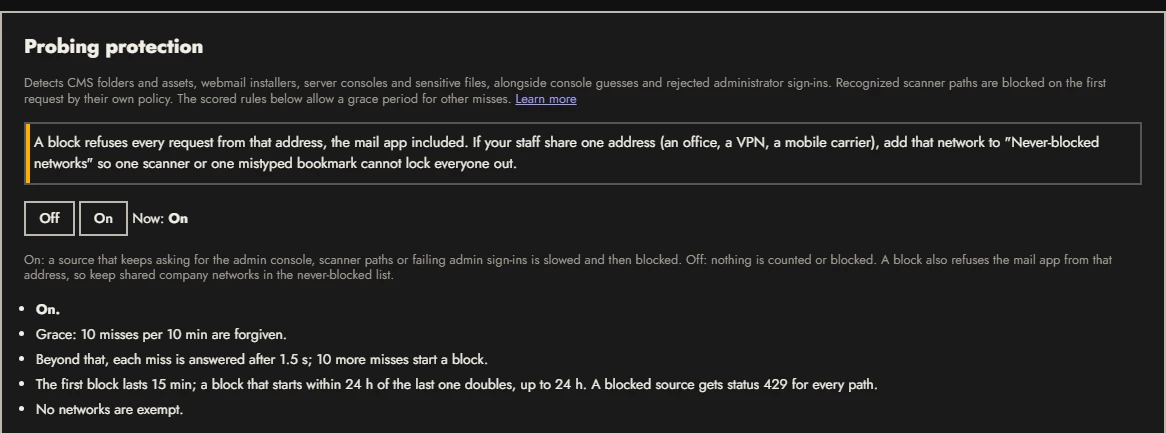 Probing protection
Detects CMS folders and assets, webmail installers, server consoles and sensitive files, alongside console guesses and rejected administrator sign-ins. Recognized scanner paths are blocked on the first
request by their own policy. The scored rules below allow a grace period for other misses. Learn more
A block refuses every request from that address, the mail app included. If your staff share one address (an office, a VPN, a mobile carrier), add that network to "Never-blocked
networks" so one scanner or one mistyped bookmark cannot lock everyone out.
Off On Now: On
On: a source that keeps asking for the admin console, scanner paths or failing admin sign-ins is slowed and then blocked. Off: nothing is counted or blocked. A block also refuses the mail app from that
address, so keep shared company networks in the never-blocked list.
• On.
• Grace: 10 misses per 10 min are forgiven.
• Beyond that, each miss is answered after 1.5 s; 10 more misses start a block.
• The first block lasts 15 min; a block that starts within 24 h of the last one doubles, up to 24 h. A blocked source gets status 429 for every path.
• No networks are exempt.